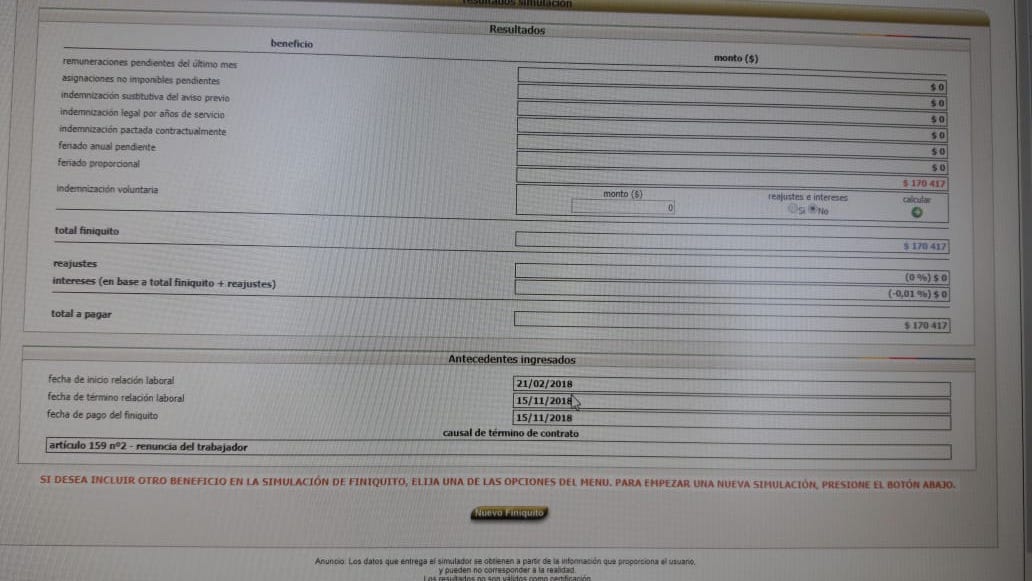 resultados simulación
Resultados
beneficio monto ($)
remuneraciones pendientes del último mes $ 0
asignaciones no imponibles pendientes $ 0
indemnización sustitutiva del aviso previo $ 0
indemnización legal por años de servicio $ 0
indemnización pactada contractualmente $ 0
feriado anual pendiente $ 0
feriado proporcional $ 170 417
indemnización voluntaria monto ($) reajustes e intereses calcular
0 Si No
total finiquito $ 170 417
reajustes (0 %) $ 0
intereses (en base a total finiquito + reajustes) (-0,01 %) $ 0
total a pagar $ 170 417
Antecedentes ingresados
fecha de inicio relación laboral 21/02/2018
fecha de término relación laboral 15/11/2018
fecha de pago del finiquito 15/11/2018
causal de término de contrato
artículo 159 nº2 - renuncia del trabajador
SI DESEA INCLUIR OTRO BENEFICIO EN LA SIMULACIÓN DE FINIQUITO, ELIJA UNA DE LAS OPCIONES DEL MENU. PARA EMPEZAR UNA NUEVA SIMULACIÓN, PRESIONE EL BOTÓN ABAJO.
Nuevo Finiquito
Anuncio: Los datos que entrega el simulador se obtienen a partir de la información que proporciona el usuario,
y pueden no corresponder a la realidad.
Los resultados no son válidos como certificación.